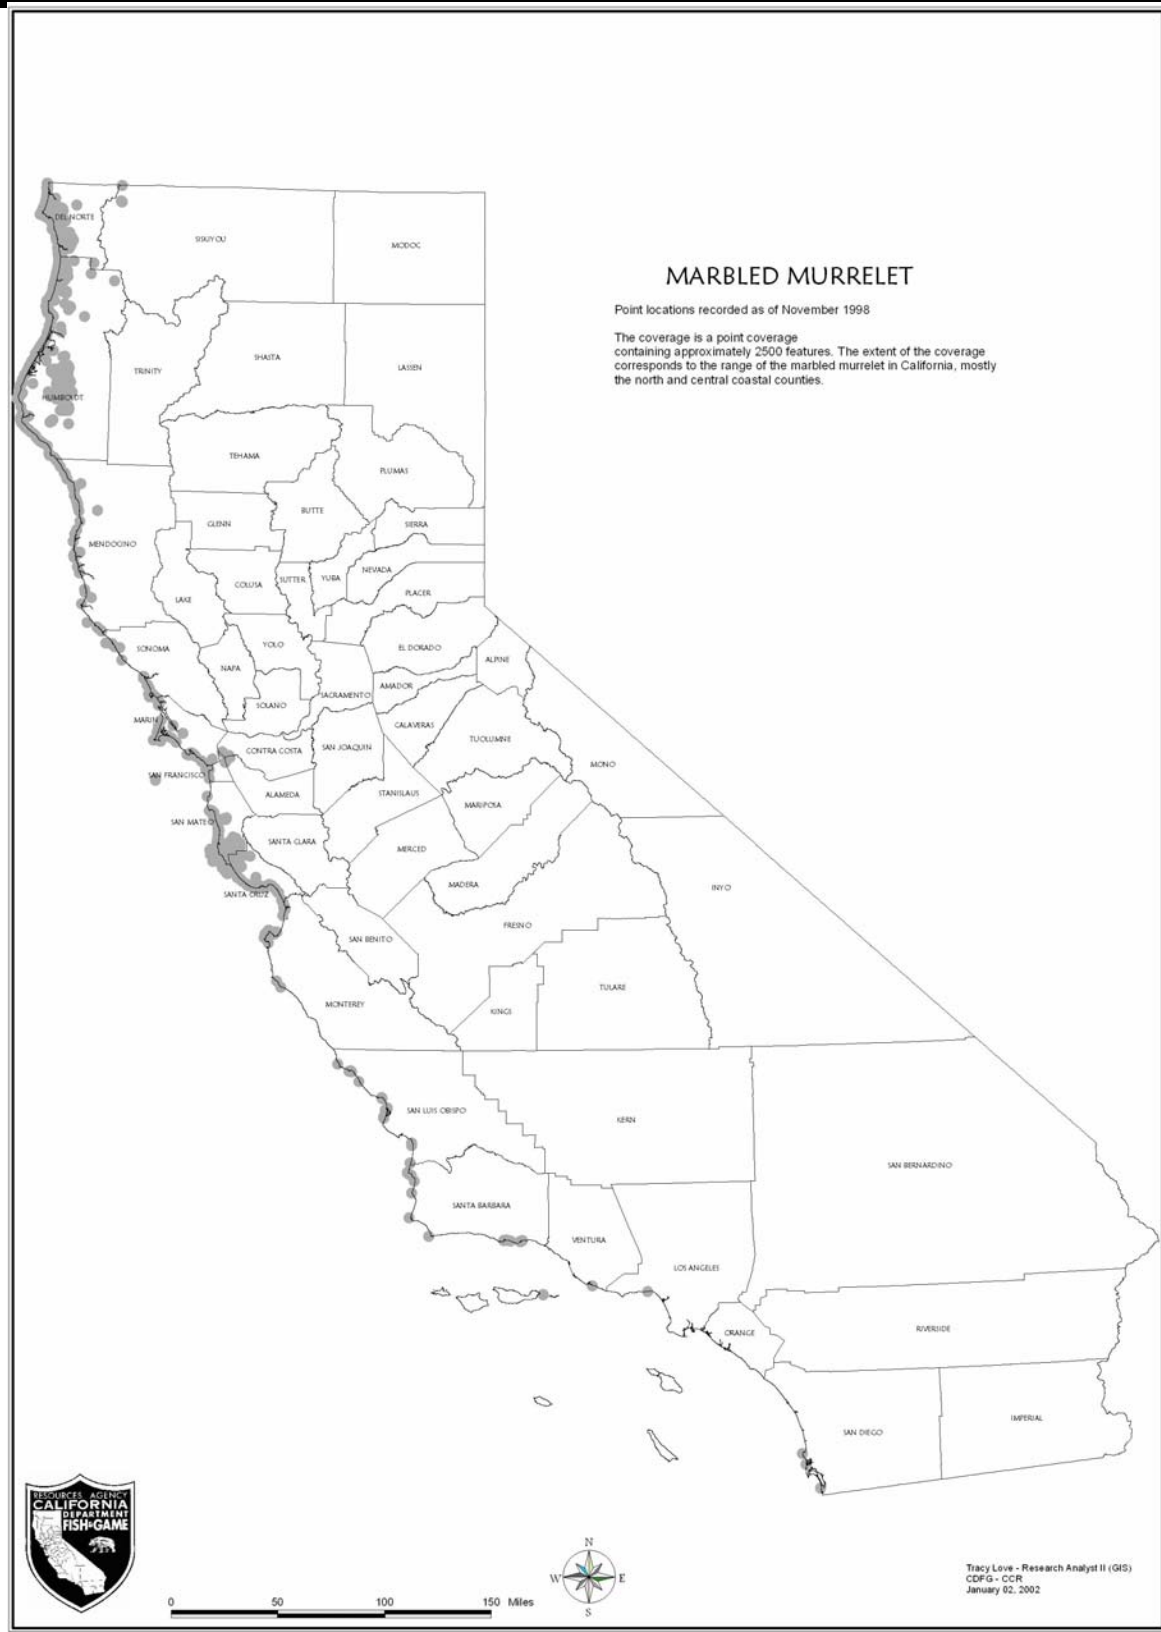 MARBLED MURRELET
Point locations recorded as of November 1998
The coverage is a point coverage
containing approximately 2500 features. The extent of the coverage
corresponds to the range of the marbled murrelet in California, mostly
the north and central coastal counties.
DEL NORTE
SISKIYOU
MODOC
SHASTA
LASSEN
TRINITY
HUMBOLDT
TEHAMA
PLUMAS
BUTTE
GLENN
SIERRA
MENDOCINO
NEVADA
YUBA
SUTTER
COLUSA
PLACER
LAKE
YOLO
SONOMA
EL DORADO
ALPINE
NAPA
AMADOR
SACRAMENTO
SOLANO
MARIN
CALAVERAS
TUOLUMNE
SAN JOAQUIN
CONTRA COSTA
MONO
SAN FRANCISCO
STANISLAUS
ALAMEDA
MARIPOSA
SAN MATEO
SANTA CLARA
MERCED
MADERA
INYO
SANTA CRUZ
FRESNO
SAN BENITO
TULARE
MONTEREY
KINGS
SAN LUIS OBISPO
KERN
SAN BERNARDINO
SANTA BARBARA
VENTURA
LOS ANGELES
ORANGE
RIVERSIDE
IMPERIAL
SAN DIEGO
RESOURCES AGENCY
CALIFORNIA
DEPARTMENT
FISH & GAME
N
W E
S
0 50 100 150 Miles
Tracy Love - Research Analyst II (GIS)
CDFG - CCR
January 02, 2002